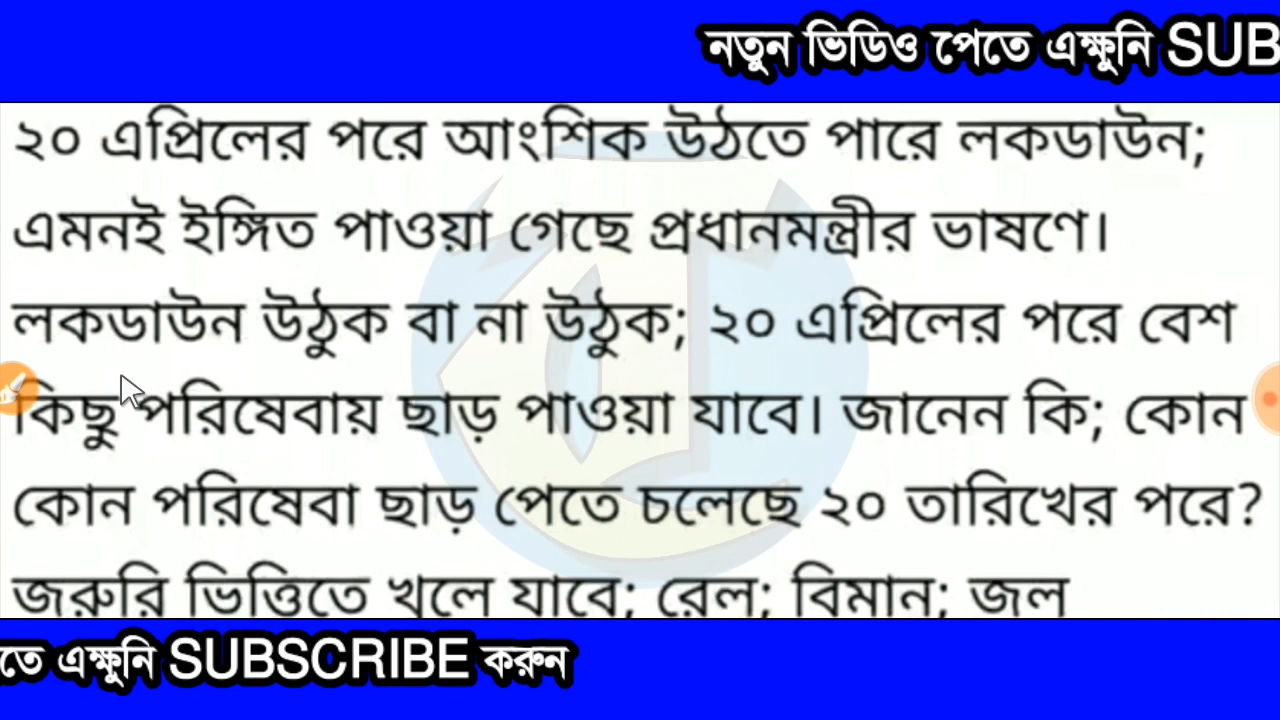 নতুন ভিডিও পেতে এক্ষুনি SUB
২০ এপ্রিলের পরে আংশিক উঠতে পারে লকডাউন;
এমনই ইঙ্গিত পাওয়া গেছে প্রধানমন্ত্রীর ভাষণে।
লকডাউন উঠুক বা না উঠুক; ২০ এপ্রিলের পরে বেশ
কিছু পরিষেবায় ছাড় পাওয়া যাবে। জানেন কি; কোন
কোন পরিষেবা ছাড় পেতে চলেছে ২০ তারিখের পরে?
জরুরি ভিত্তিতে খুলে যাবে; রেল; বিমান; জল
তে এক্ষুনি SUBSCRIBE করুন